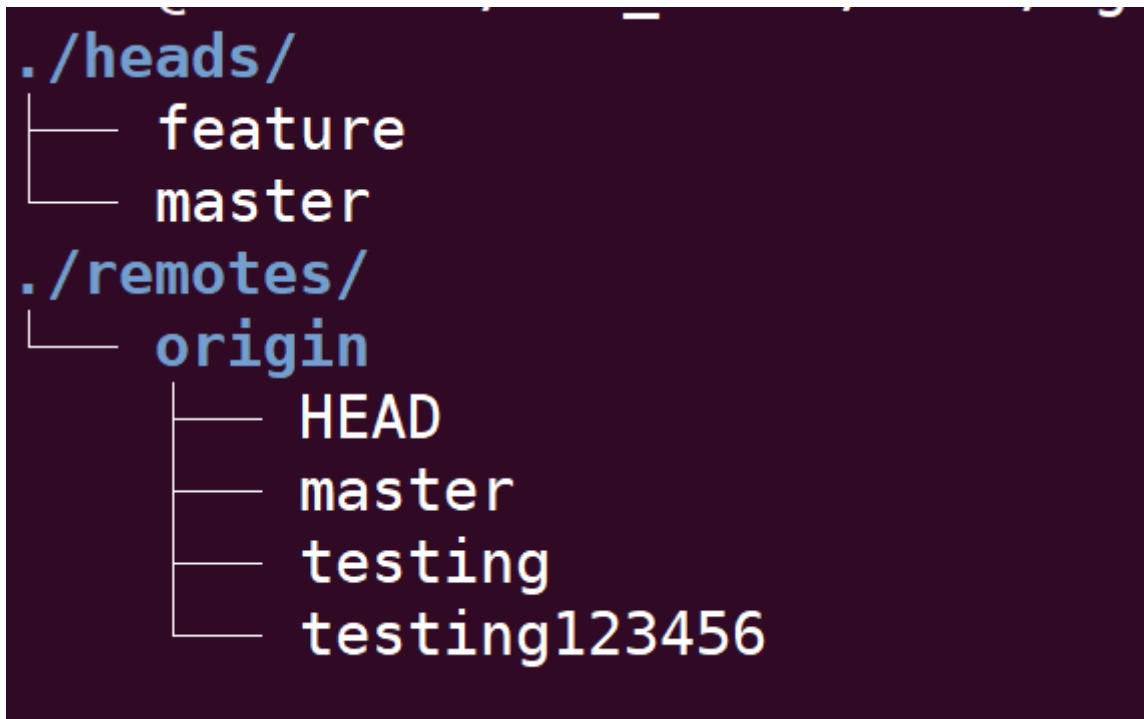 ./heads/
feature
master
./remotes/
origin
HEAD
master
testing
testing123456